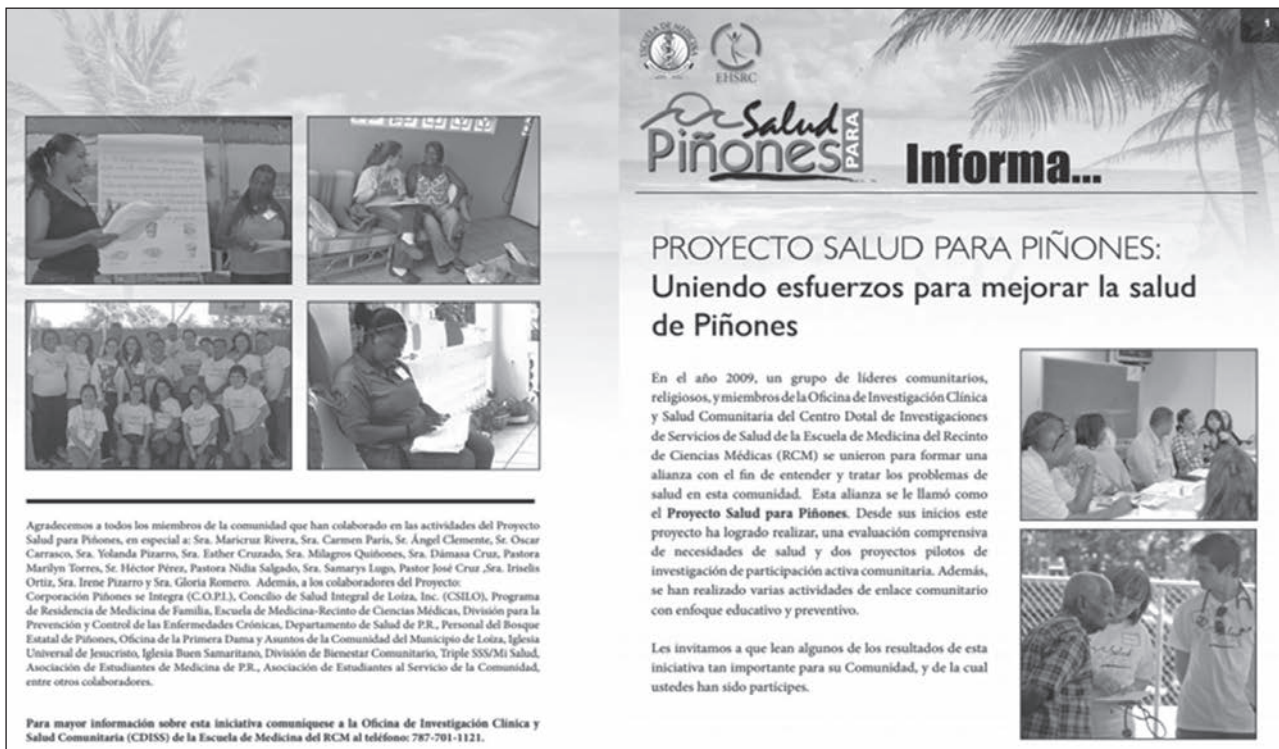 Agradecemos a todos los miembros de la comunidad que han colaborado en las actividades del Proyecto
Salud para Piñones, en especial a: Sra. Maricruz Rivera, Sra. Carmen Paris, Sr. Ángel Clemente, Sr. Oscar
Carrasco, Sra. Yolanda Pizarro, Sra. Esther Cruzado, Sra. Milagros Quiñones, Sra. Dámasa Cruz, Pastora
Marilyn Torres, Sr. Héctor Pérez, Pastora Nidia Salgado, Sra. Samarys Lugo, Pastor José Cruz ,Sra. Iriselis
Ortiz, Sra. Irene Pizarro y Sra. Gloria Romero. Además, a los colaboradores del Proyecto:
Corporación Piñones se Integra (C.O.P.I.), Concilio de Salud Integral de Loíza, Inc. (CSILO), Programa
de Residencia de Medicina de Familia, Escuela de Medicina-Recinto de Ciencias Médicas, División para la
Prevención y Control de las Enfermedades Crónicas, Departamento de Salud de P.R., Personal del Bosque
Estatal de Piñones, Oficina de la Primera Dama y Asuntos de la Comunidad del Municipio de Loíza, Iglesia
Universal de Jesucristo, Iglesia Buen Samaritano, División de Bienestar Comunitario, Triple SSS/Mi Salud,
Asociación de Estudiantes de Medicina de P.R., Asociación de Estudiantes al Servicio de la Comunidad,
entre otros colaboradores.
Para mayor información sobre esta iniciativa comuníquese a la Oficina de Investigación Clínica y
Salud Comunitaria (CDISS) de la Escuela de Medicina del RCM al teléfono: 787-701-1121.
1
ESCUELA DE MEDICINA
EHSRC
Salud
PARA
Piñones
Informa...
PROYECTO SALUD PARA PIÑONES:
Uniendo esfuerzos para mejorar la salud
de Piñones
En el año 2009, un grupo de líderes comunitarios,
religiosos, y miembros de la Oficina de Investigación Clínica
y Salud Comunitaria del Centro Dotal de Investigaciones
de Servicios de Salud de la Escuela de Medicina del Recinto
de Ciencias Médicas (RCM) se unieron para formar una
alianza con el fin de entender y tratar los problemas de
salud en esta comunidad. Esta alianza se le llamó como
el Proyecto Salud para Piñones. Desde sus inicios este
proyecto ha logrado realizar, una evaluación comprensiva
de necesidades de salud y dos proyectos pilotos de
investigación de participación activa comunitaria. Además,
se han realizado varias actividades de enlace comunitario
con enfoque educativo y preventivo.
Les invitamos a que lean algunos de los resultados de esta
iniciativa tan importante para su Comunidad, y de la cual
ustedes han sido partícipes.